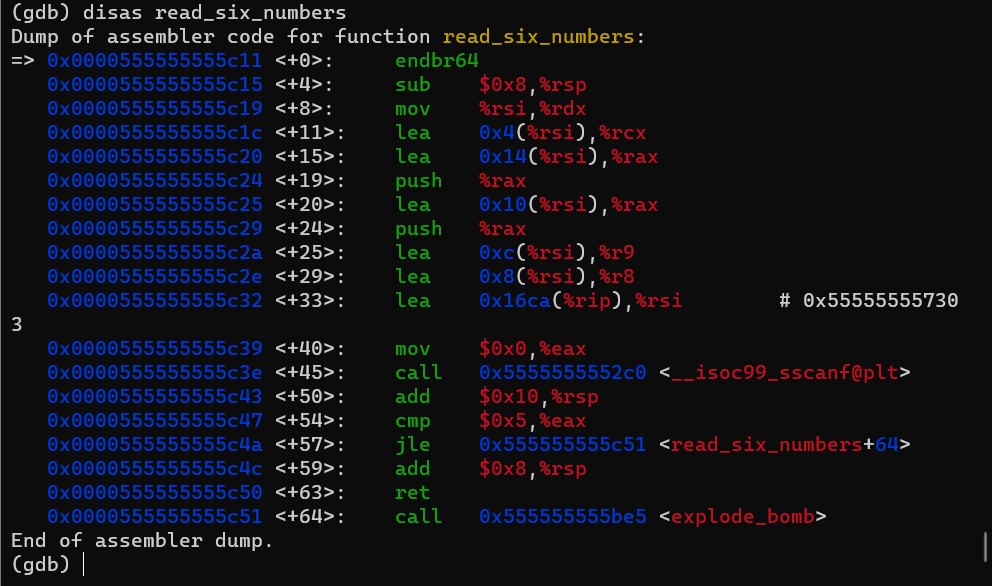 (gdb) disas read_six_numbers
Dump of assembler code for function read_six_numbers:
=> 0x0000555555555c11 <+0>:     endbr64
   0x0000555555555c15 <+4>:     sub    $0x8,%rsp
   0x0000555555555c19 <+8>:     mov    %rsi,%rdx
   0x0000555555555c1c <+11>:    lea    0x4(%rsi),%rcx
   0x0000555555555c20 <+15>:    lea    0x14(%rsi),%rax
   0x0000555555555c24 <+19>:    push   %rax
   0x0000555555555c25 <+20>:    lea    0x10(%rsi),%rax
   0x0000555555555c29 <+24>:    push   %rax
   0x0000555555555c2a <+25>:    lea    0xc(%rsi),%r9
   0x0000555555555c2e <+29>:    lea    0x8(%rsi),%r8
   0x0000555555555c32 <+33>:    lea    0x16ca(%rip),%rsi        # 0x55555555730
3
   0x0000555555555c39 <+40>:    mov    $0x0,%eax
   0x0000555555555c3e <+45>:    call   0x5555555552c0 <__isoc99_sscanf@plt>
   0x0000555555555c43 <+50>:    add    $0x10,%rsp
   0x0000555555555c47 <+54>:    cmp    $0x5,%eax
   0x0000555555555c4a <+57>:    jle    0x555555555c51 <read_six_numbers+64>
   0x0000555555555c4c <+59>:    add    $0x8,%rsp
   0x0000555555555c50 <+63>:    ret
   0x0000555555555c51 <+64>:    call   0x555555555be5 <explode_bomb>
End of assembler dump.
(gdb)